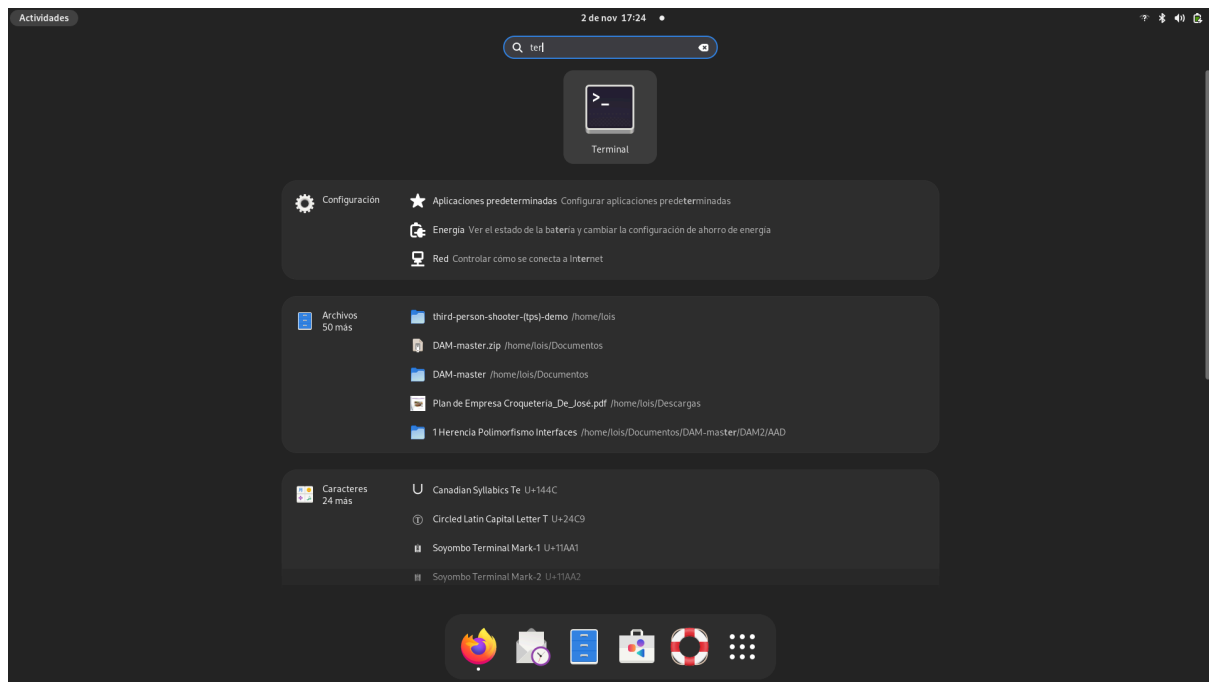 Actividades
2 de nov 17:24
ter
Terminal
Configuración
Aplicaciones predeterminadas Configurar aplicaciones predeterminadas
Energía Ver el estado de la batería y cambiar la configuración de ahorro de energía
Red Controlar cómo se conecta a Internet
Archivos
50 más
third-person-shooter-(tps)-demo /home/lois
DAM-master.zip /home/lois/Documentos
DAM-master /home/lois/Documentos
Plan de Empresa Croquetería_De_José.pdf /home/lois/Descargas
1 Herencia Polimorfismo Interfaces /home/lois/Documentos/DAM-master/DAM2/AAD
Caracteres
24 más
Canadian Syllabics Te U+144C
Circled Latin Capital Letter T U+24C9
Soyombo Terminal Mark-1 U+11AA1
Soyombo Terminal Mark-2 U+11AA2